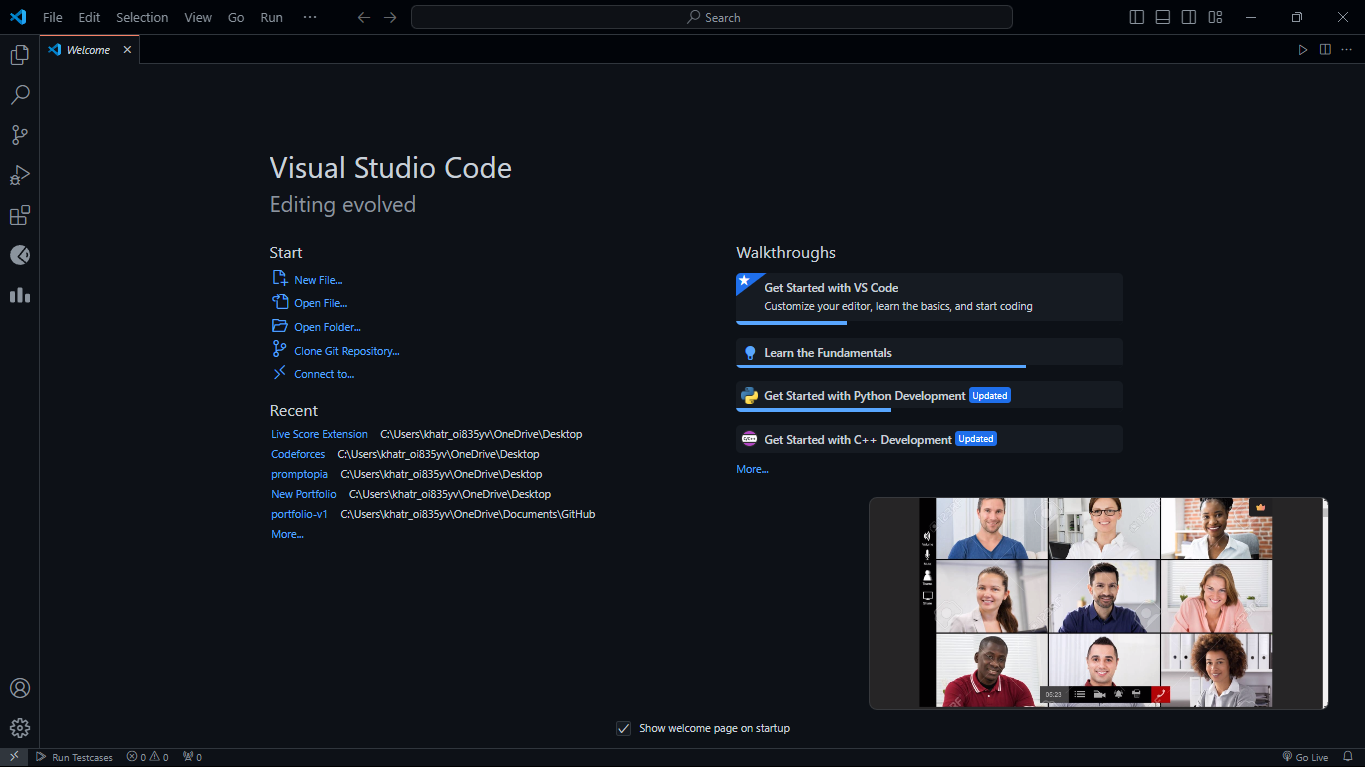 File Edit Selection View Go Run ··· Search
Welcome
Visual Studio Code
Editing evolved
Start
New File...
Open File...
Open Folder...
Clone Git Repository...
Connect to...
Recent
Live Score Extension C:\Users\khatr_oi835yv\OneDrive\Desktop
Codeforces C:\Users\khatr_oi835yv\OneDrive\Desktop
promptopia C:\Users\khatr_oi835yv\OneDrive\Desktop
New Portfolio C:\Users\khatr_oi835yv\OneDrive\Desktop
portfolio-v1 C:\Users\khatr_oi835yv\OneDrive\Documents\GitHub
More...
Walkthroughs
Get Started with VS Code
Customize your editor, learn the basics, and start coding
Learn the Fundamentals
Get Started with Python Development Updated
Get Started with C++ Development Updated
More...
05:23
Show welcome page on startup
Run Testcases 0 0 0 Go Live